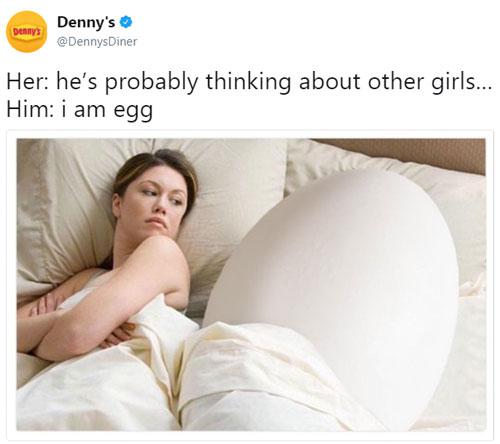 Denny's
Denny's
@DennysDiner
Her: he's probably thinking about other girls...
Him: i am egg